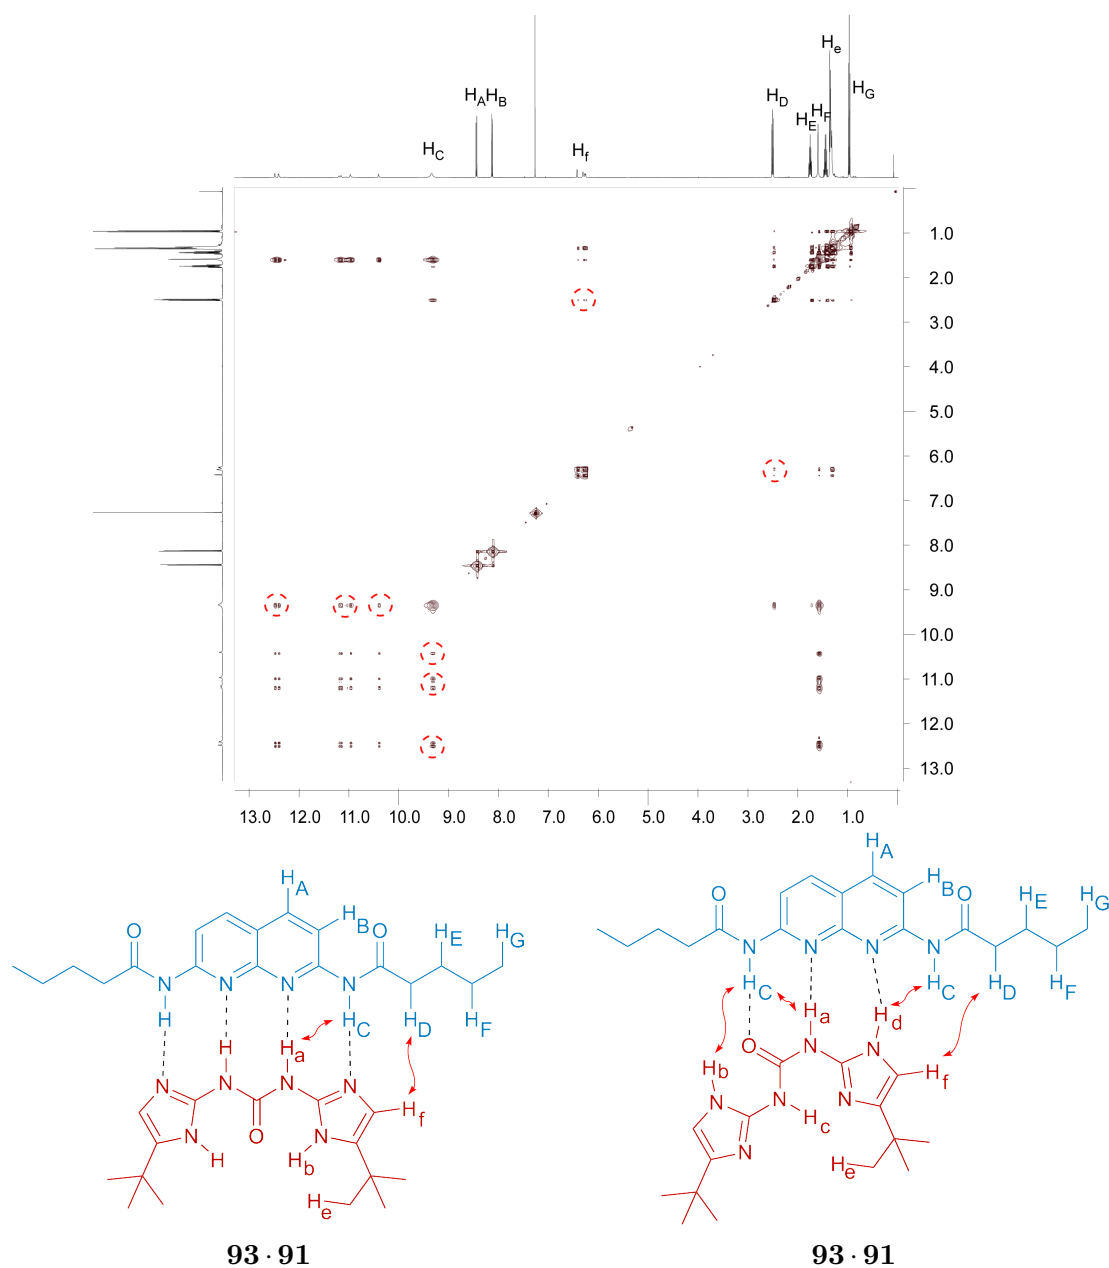 He
HA HB
HD
HG
HE HF
HC
Hf
1.0
2.0
3.0
4.0
5.0
6.0
7.0
8.0
9.0
10.0
11.0
12.0
13.0
13.0 12.0 11.0 10.0 9.0 8.0 7.0 6.0 5.0 4.0 3.0 2.0 1.0
HA
O HB O HE HG
N N N N
H HC HD HF
H Ha
N N N N
Hf
N O N
H Hb
He
HA
O HB O HE HG
N N N N
HC HC HD HF
Ha Hd
O N N
Hb Hf
N N N
Hc
N
He
93 · 91
93 · 91